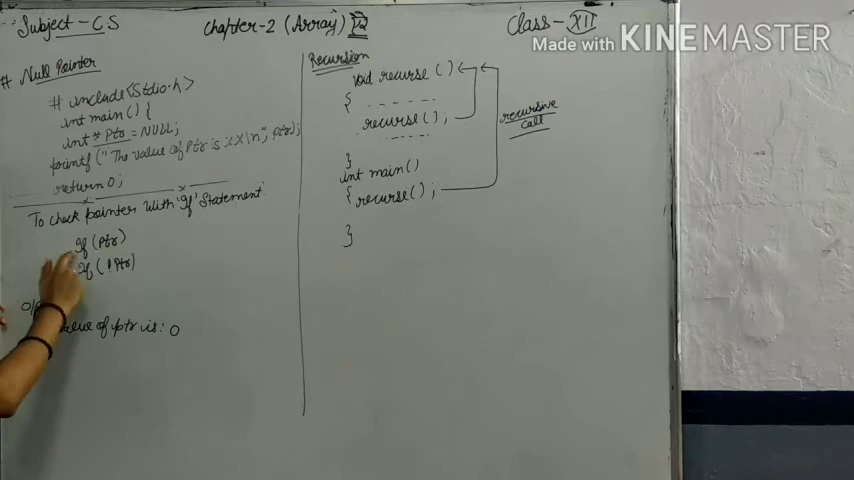 Subject - CS
Chapter-2 (Array)
Class - XII
Made with KINEMASTER
# Null Pointer
# include<Stdio.h>
int main() {
int * Ptr = NULL;
printf (" The value of Ptr is %X\n", ptr);
return 0;
To check pointers with 'If' Statement
If (Ptr)
If (! Ptr)
O/P
value of ptr is: 0
Recursion
void recurse ()
{ - - - - - -
recurse();
- - - - -
}
int main()
{ recurse();
}
recursive
call